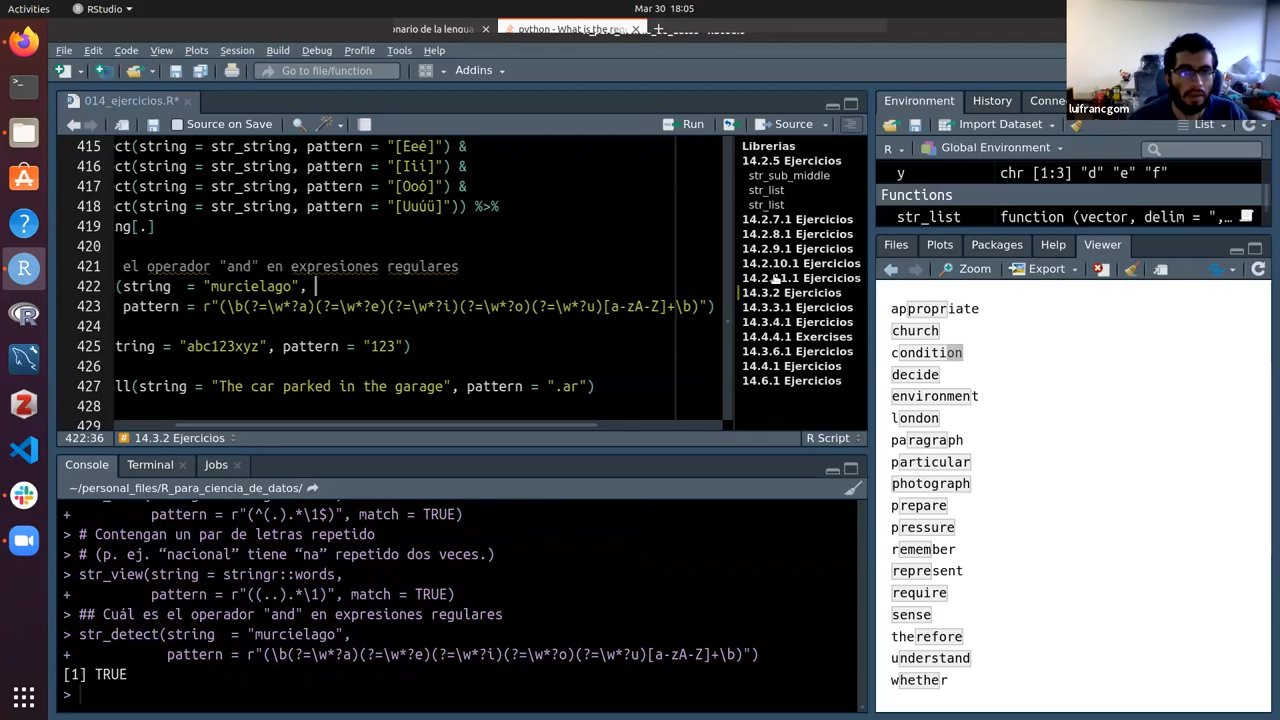 Activities
RStudio
Mar 30 18:05
onario de la lengua
python - What is the reg
File Edit Code View Plots Session Build Debug Profile Tools Help
Go to file/function
Addins
014_ejercicios.R*
Source on Save
Run
Source
415 ct(string = str_string, pattern = "[Eeé]") &
416 ct(string = str_string, pattern = "[Iií]") &
417 ct(string = str_string, pattern = "[Ooó]") &
418 ct(string = str_string, pattern = "[Uuúü]")) %>%
419 ng[.]
420
421 el operador "and" en expresiones regulares
422 (string = "murcielago",
423 pattern = r"(\b(?=\w*?a)(?=\w*?e)(?=\w*?i)(?=\w*?o)(?=\w*?u)[a-zA-Z]+\b)")
424
425 tring = "abc123xyz", pattern = "123")
426
427 ll(string = "The car parked in the garage", pattern = ".ar")
428
429
422:36
14.3.2 Ejercicios
R Script
Librerias
14.2.5 Ejercicios
str_sub_middle
str_list
str_list
14.2.7.1 Ejercicios
14.2.8.1 Ejercicios
14.2.9.1 Ejercicios
14.2.10.1 Ejercicios
14.2.11.1 Ejercicios
14.3.2 Ejercicios
14.3.3.1 Ejercicios
14.3.4.1 Ejercicios
14.4.4.1 Exercises
14.3.6.1 Ejercicios
14.4.1 Ejercicios
14.6.1 Ejercicios
Console Terminal Jobs
~/personal_files/R_para_ciencia_de_datos/
+ pattern = r"(^(.).*\1$)", match = TRUE)
> # Contengan un par de letras repetido
> # (p. ej. “nacional” tiene “na” repetido dos veces.)
> str_view(string = stringr::words,
+ pattern = r"((..).*\1)", match = TRUE)
> ## Cuál es el operador "and" en expresiones regulares
> str_detect(string = "murcielago",
+ pattern = r"(\b(?=\w*?a)(?=\w*?e)(?=\w*?i)(?=\w*?o)(?=\w*?u)[a-zA-Z]+\b)")
[1] TRUE
>
Environment History Conne
Import Dataset
List
R
Global Environment
y chr [1:3] "d" "e" "f"
Functions
str_list function (vector, delim = ",…
Files Plots Packages Help Viewer
Zoom
Export
appropriate
church
condition
decide
environment
london
paragraph
particular
photograph
prepare
pressure
remember
represent
require
sense
therefore
understand
whether
luifrancgom